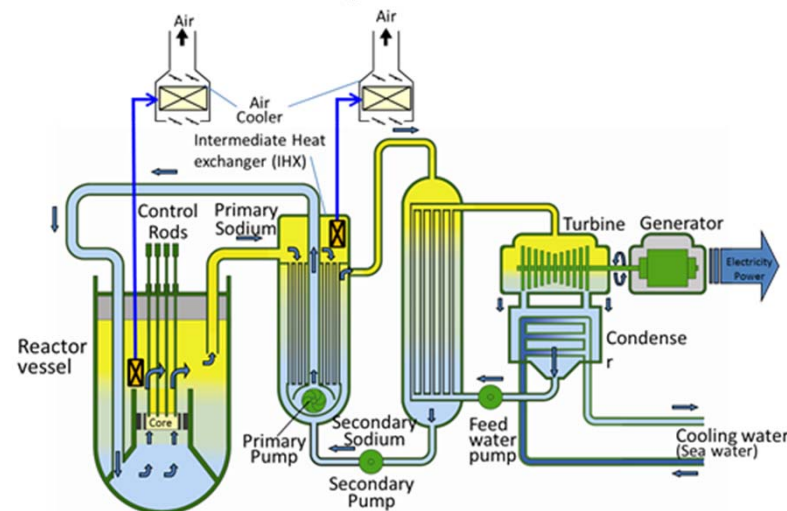 Air
Air
Air
Cooler
Intermediate Heat
exchanger (IHX)
Control
Rods
Primary
Sodium
Turbine
Generator
Electricity
Power
Reactor
vessel
Condense
r
Core
Primary
Pump
Secondary
Sodium
Secondary
Pump
Feed
water
pump
Cooling water
(Sea water)